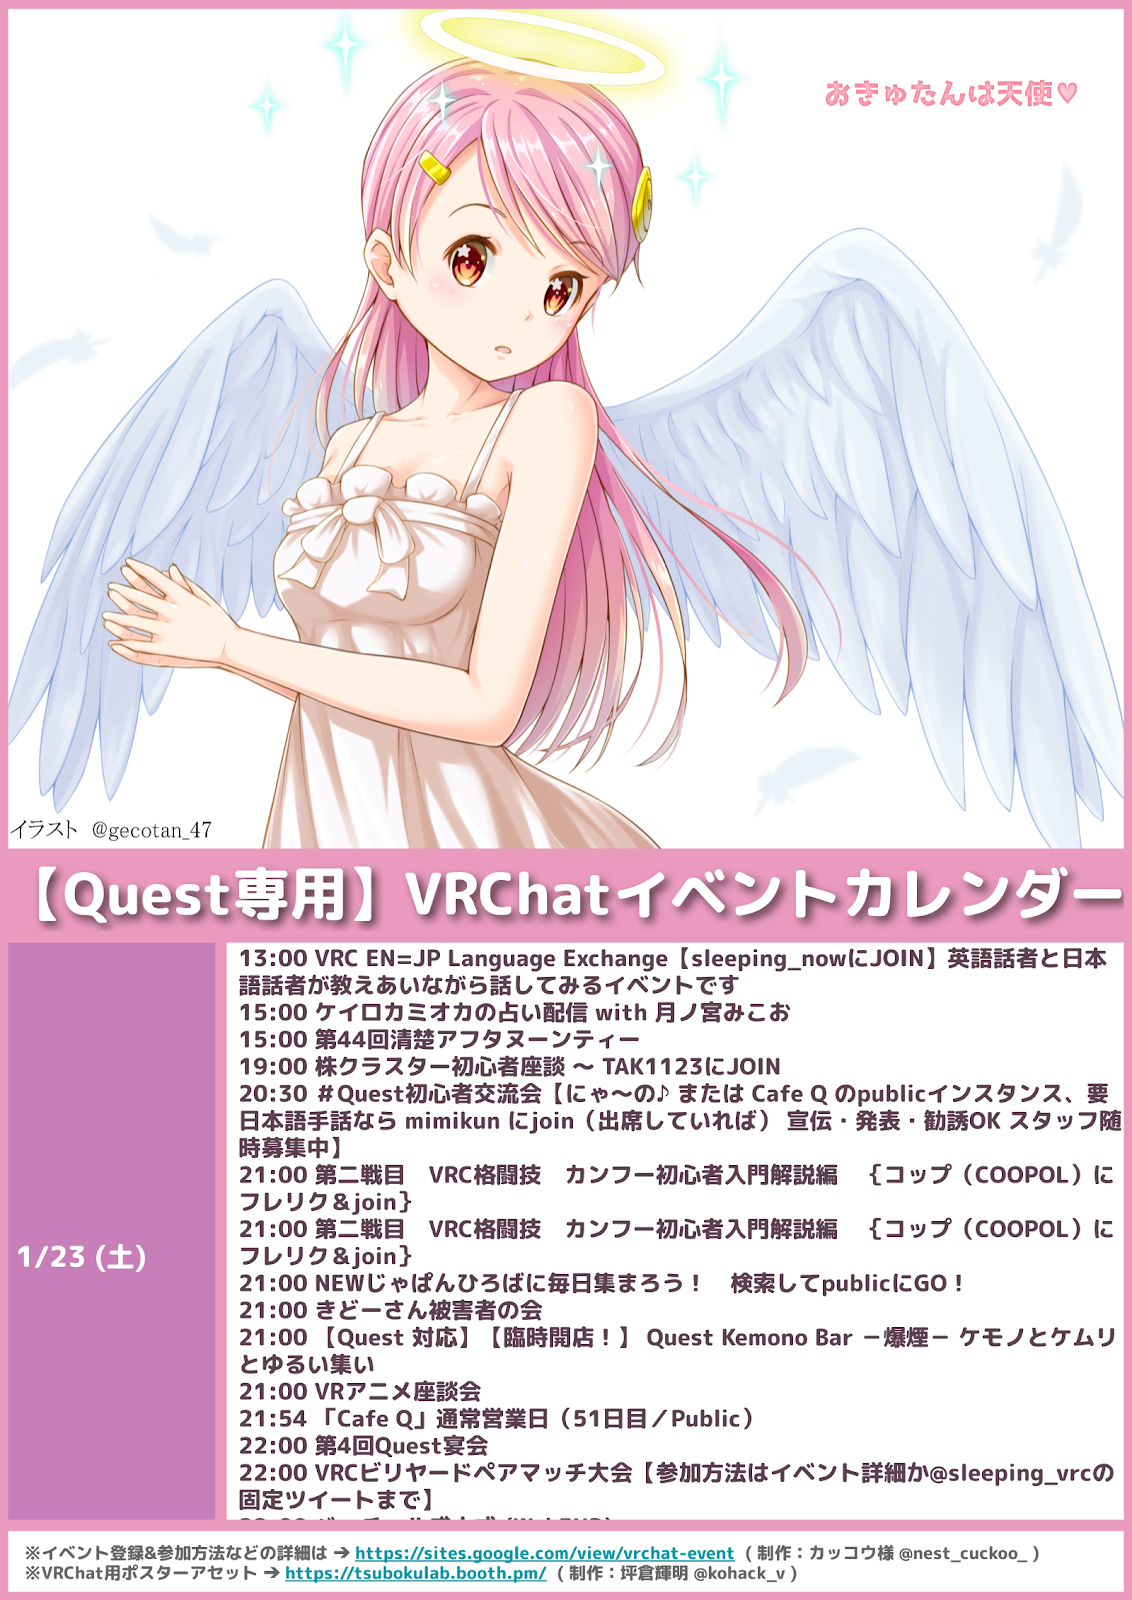 おきゅたんは天使♥
イラスト @gecotan_47
【Quest専用】VRChatイベントカレンダー
1/23 (土)
13:00 VRC EN=JP Language Exchange【sleeping_nowにJOIN】英語話者と日本
語話者が教えあいながら話してみるイベントです
15:00 ケイロカミオカの占い配信 with 月ノ宮みこお
15:00 第44回清楚アフタヌーンティー
19:00 株クラスター初心者座談 〜 TAK1123にJOIN
20:30 ＃Quest初心者交流会【にゃ〜の♪ または Cafe Q のpublicインスタンス、要
日本語手話なら mimikun にjoin（出席していれば） 宣伝・発表・勧誘OK スタッフ随
時募集中】
21:00 第二戦目　VRC格闘技　カンフー初心者入門解説編　｛コップ（COOPOL）に
フレリク＆join｝
21:00 第二戦目　VRC格闘技　カンフー初心者入門解説編　｛コップ（COOPOL）に
フレリク＆join｝
21:00 NEWじゃぱんひろばに毎日集まろう！　検索してpublicにGO！
21:00 きどーさん被害者の会
21:00 【Quest 対応】【臨時開店！】 Quest Kemono Bar －爆煙－ ケモノとケムリ
とゆるい集い
21:00 VRアニメ座談会
21:54 「Cafe Q」通常営業日（51日目／Public）
22:00 第4回Quest宴会
22:00 VRCビリヤードペアマッチ大会【参加方法はイベント詳細か@sleeping_vrcの
固定ツイートまで】
※イベント登録&参加方法などの詳細は ➔ https://sites.google.com/view/vrchat-event ( 制作：カッコウ様 @nest_cuckoo_ )
※VRChat用ポスターアセット ➔ https://tsubokulab.booth.pm/ ( 制作：坪倉輝明 @kohack_v )